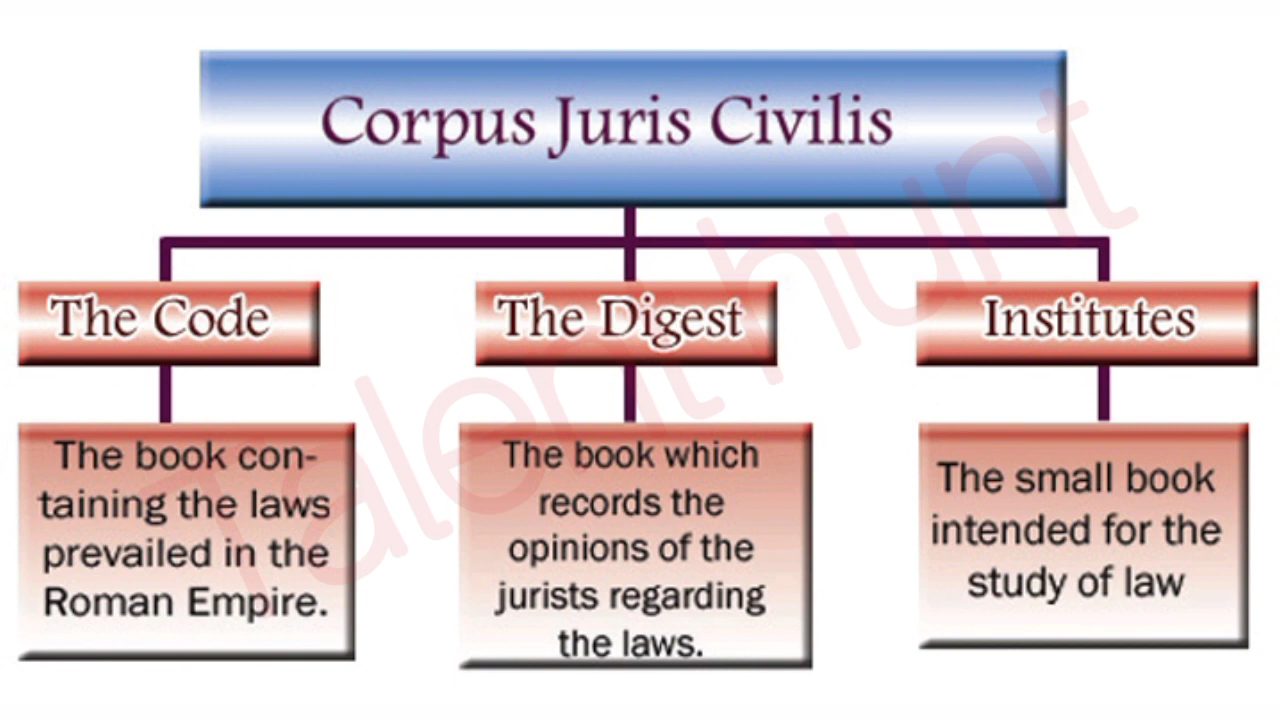 Corpus Juris Civilis
The Code
The Digest
Institutes
The book con-
taining the laws
prevailed in the
Roman Empire.
The book which
records the
opinions of the
jurists regarding
the laws.
The small book
intended for the
study of law
Talent hunt